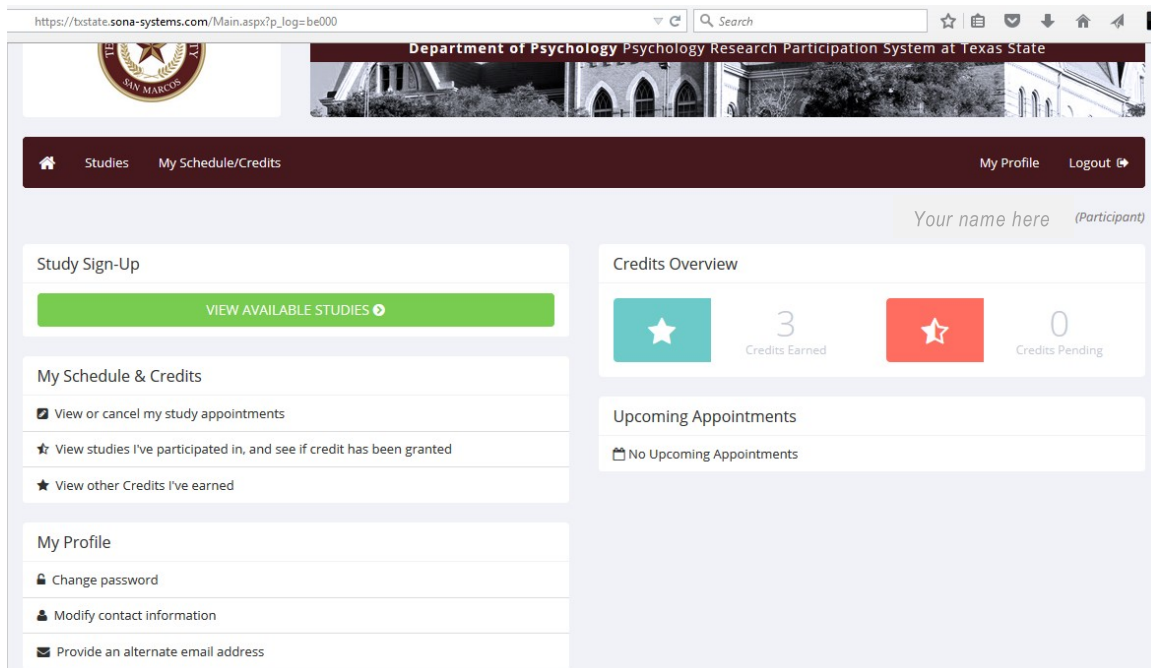 https://txstate.sona-systems.com/Main.aspx?p_log=be000
Search
SAN MARCOS
Department of Psychology Psychology Research Participation System at Texas State
Studies
My Schedule/Credits
My Profile
Logout
Your name here
(Participant)
Study Sign-Up
VIEW AVAILABLE STUDIES
My Schedule & Credits
View or cancel my study appointments
View studies I've participated in, and see if credit has been granted
View other Credits I've earned
My Profile
Change password
Modify contact information
Provide an alternate email address
Credits Overview
3
Credits Earned
0
Credits Pending
Upcoming Appointments
No Upcoming Appointments